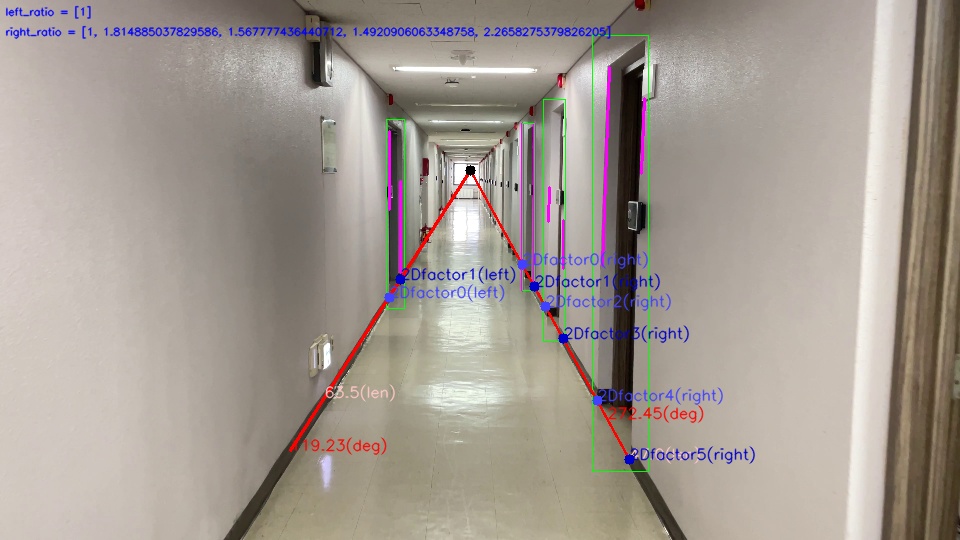 left_ratio = [1]
right_ratio = [1, 1.814885037829586, 1.567777436440712, 1.4920906063348758, 2.2658275379826205]
Dfactor0(right)
2Dfactor1(left)
2Dfactor1(right)
Dfactor0(left)
2Dfactor2(right)
2Dfactor3(right)
63.5(len)
2Dfactor4(right)
272.45(deg)
19.23(deg)
2Dfactor5(right)